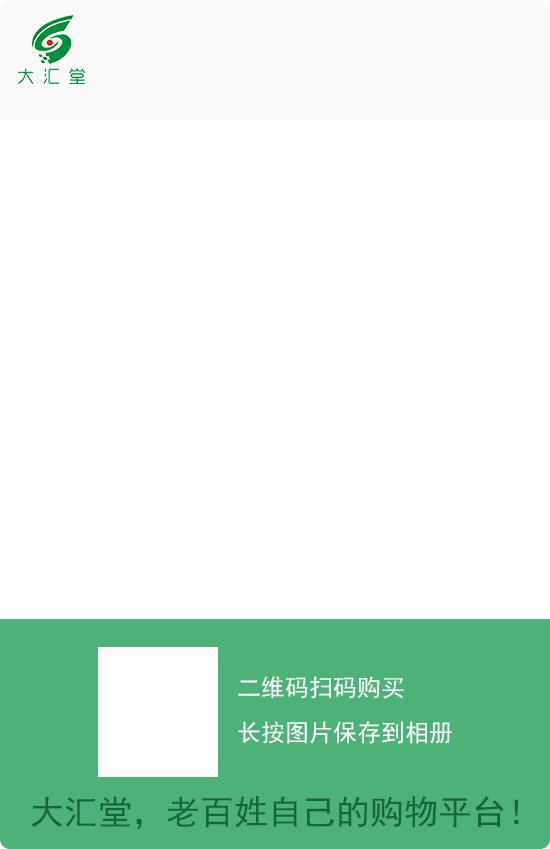 大汇堂
二维码扫码购买
长按图片保存到相册
大汇堂，老百姓自己的购物平台！